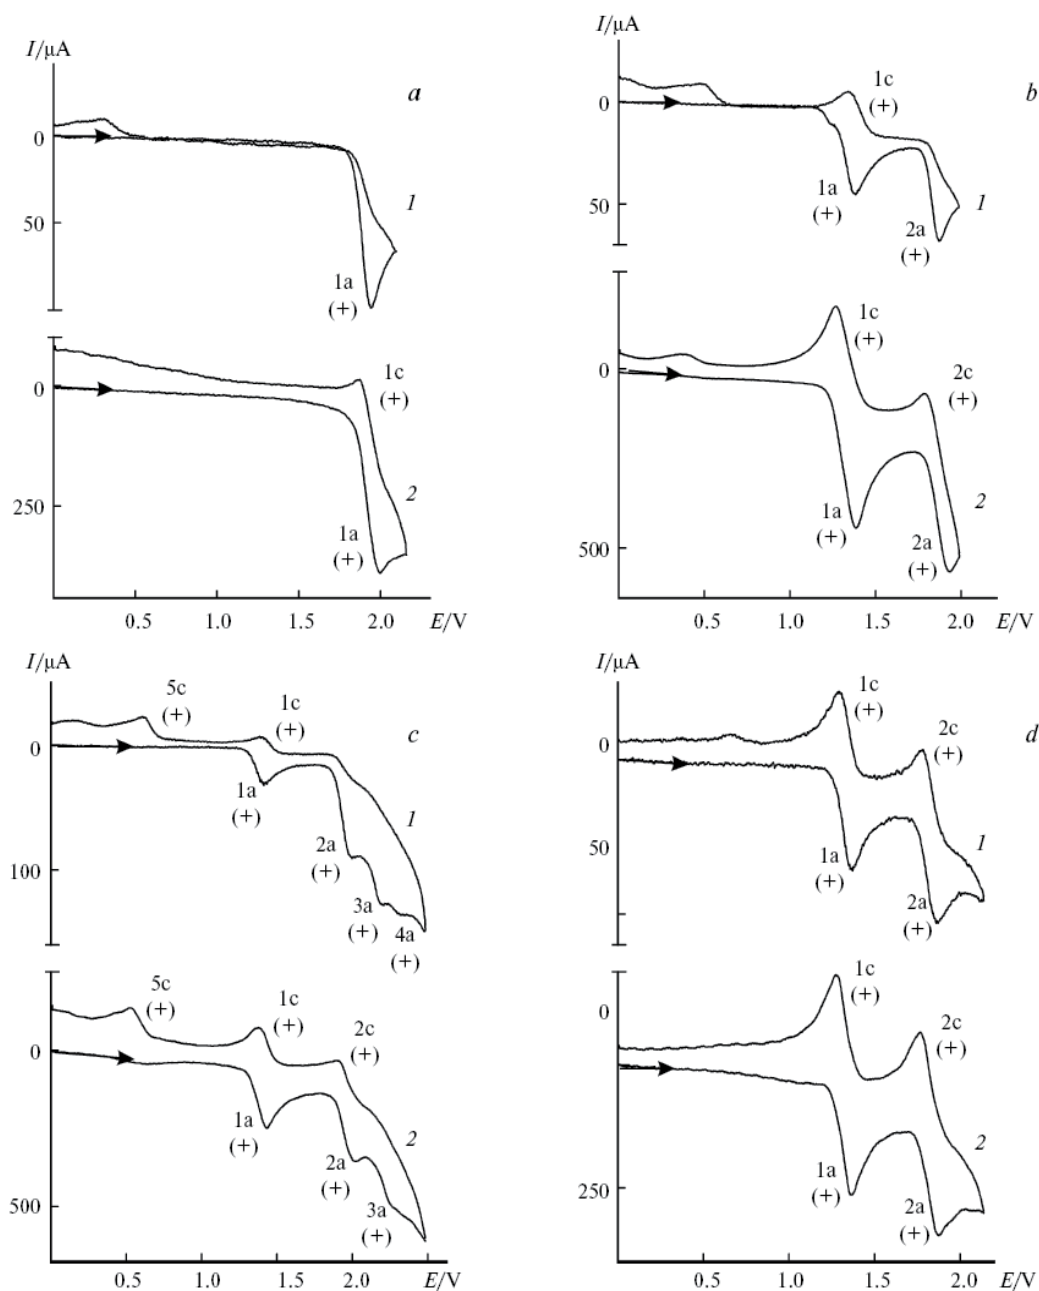 I/μA
a
0
50
1
1a
(+)
0
250
1c
(+)
2
1a
(+)
0.5 1.0 1.5 2.0 E/V
I/μA
b
0
50
1c
(+)
1a
(+)
1
2a
(+)
1c
(+)
0
2c
(+)
500
1a
(+)
2
2a
(+)
0.5 1.0 1.5 2.0 E/V
I/μA
5c
(+)
1c
(+)
c
0
1a
(+)
1
100
2a
(+)
3a
(+)
4a
(+)
5c
(+)
1c
(+)
2c
(+)
0
1a
(+)
2
2a
(+)
500
3a
(+)
0.5 1.0 1.5 2.0 E/V
I/μA
1c
(+)
2c
(+)
d
0
50
1a
(+)
1
2a
(+)
1c
(+)
0
2c
(+)
2
1a
(+)
250
2a
(+)
0.5 1.0 1.5 2.0 E/V